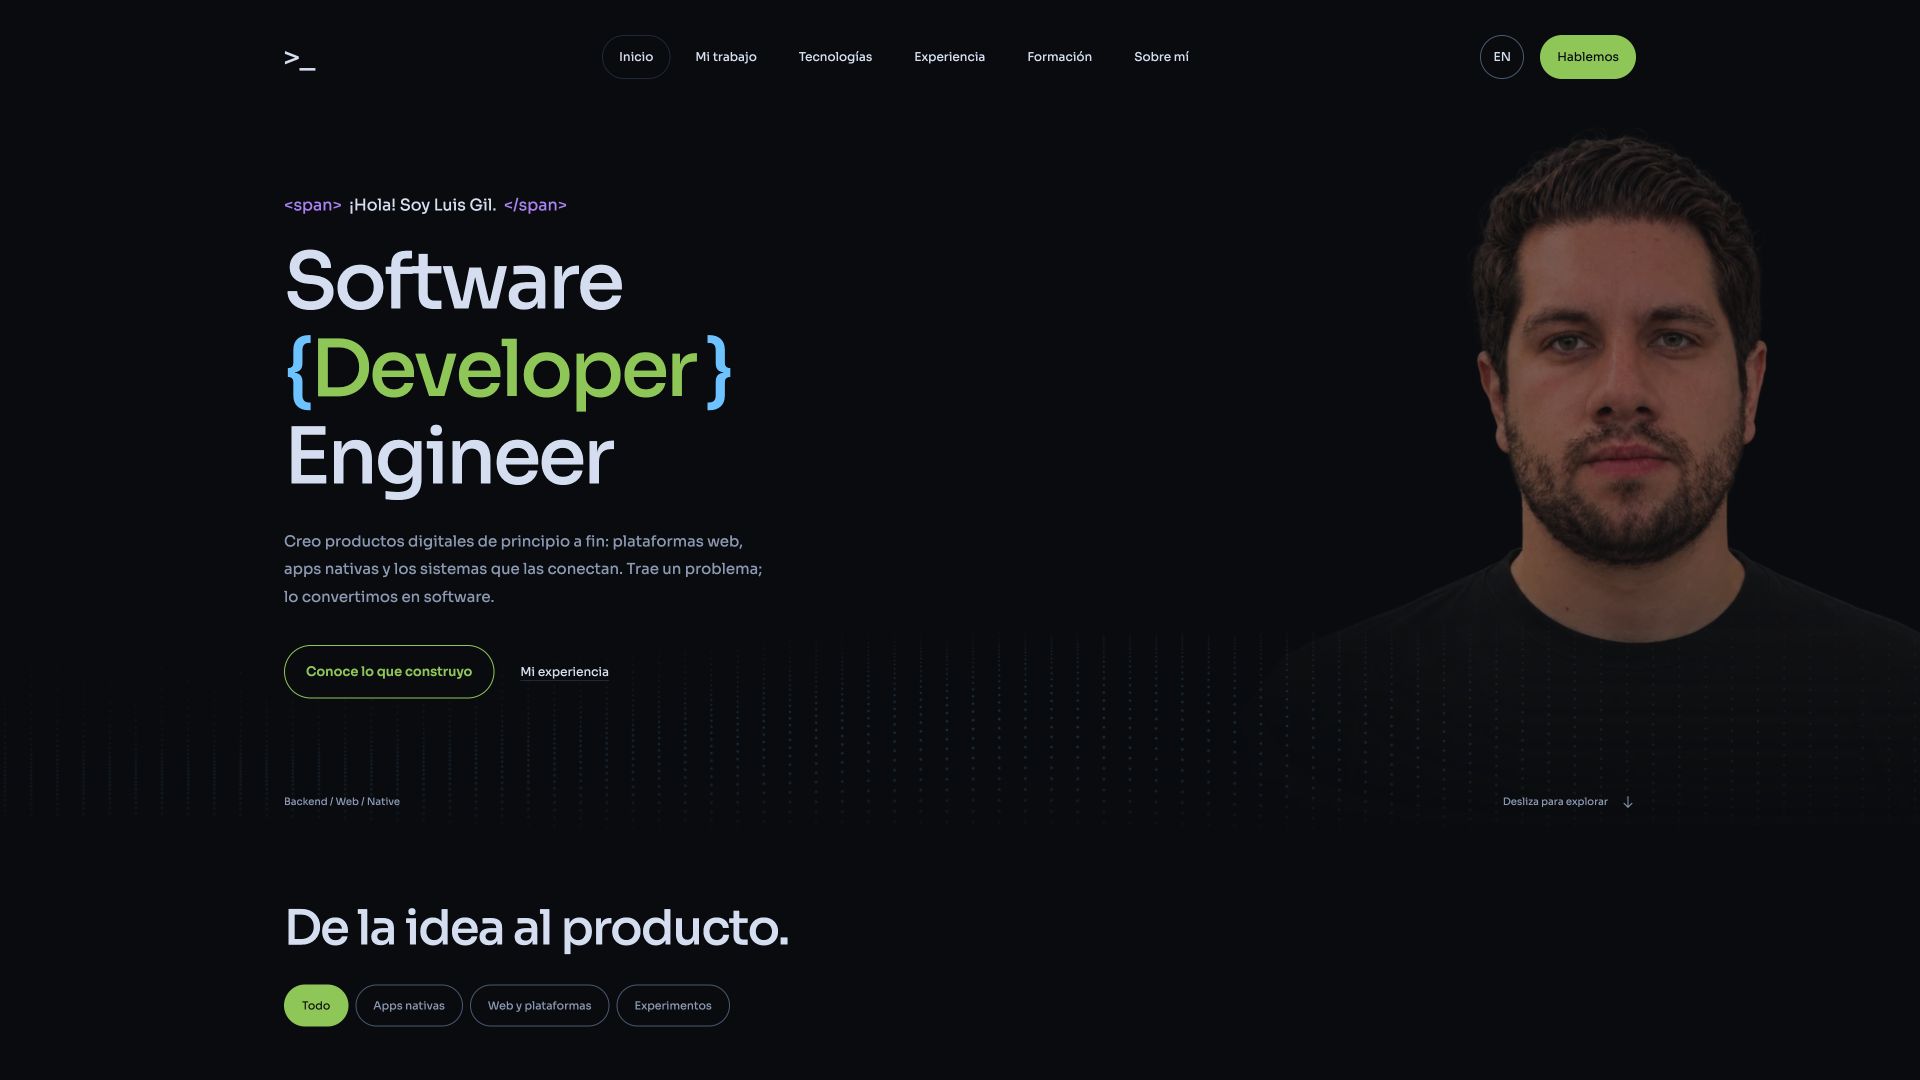 >_
Inicio
Mi trabajo
Tecnologías
Experiencia
Formación
Sobre mí
EN
Hablemos
<span> ¡Hola! Soy Luis Gil. </span>
Software
{Developer}
Engineer
Creo productos digitales de principio a fin: plataformas web,
apps nativas y los sistemas que las conectan. Trae un problema;
lo convertimos en software.
Conoce lo que construyo
Mi experiencia
Backend / Web / Native
Desliza para explorar ↓
De la idea al producto.
Todo
Apps nativas
Web y plataformas
Experimentos